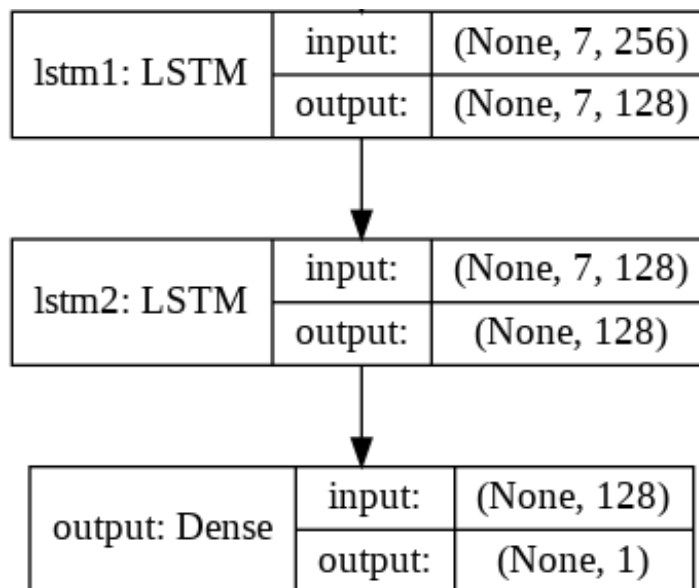 lstm1: LSTM
input:
(None, 7, 256)
output:
(None, 7, 128)
lstm2: LSTM
input:
(None, 7, 128)
output:
(None, 128)
output: Dense
input:
(None, 128)
output:
(None, 1)